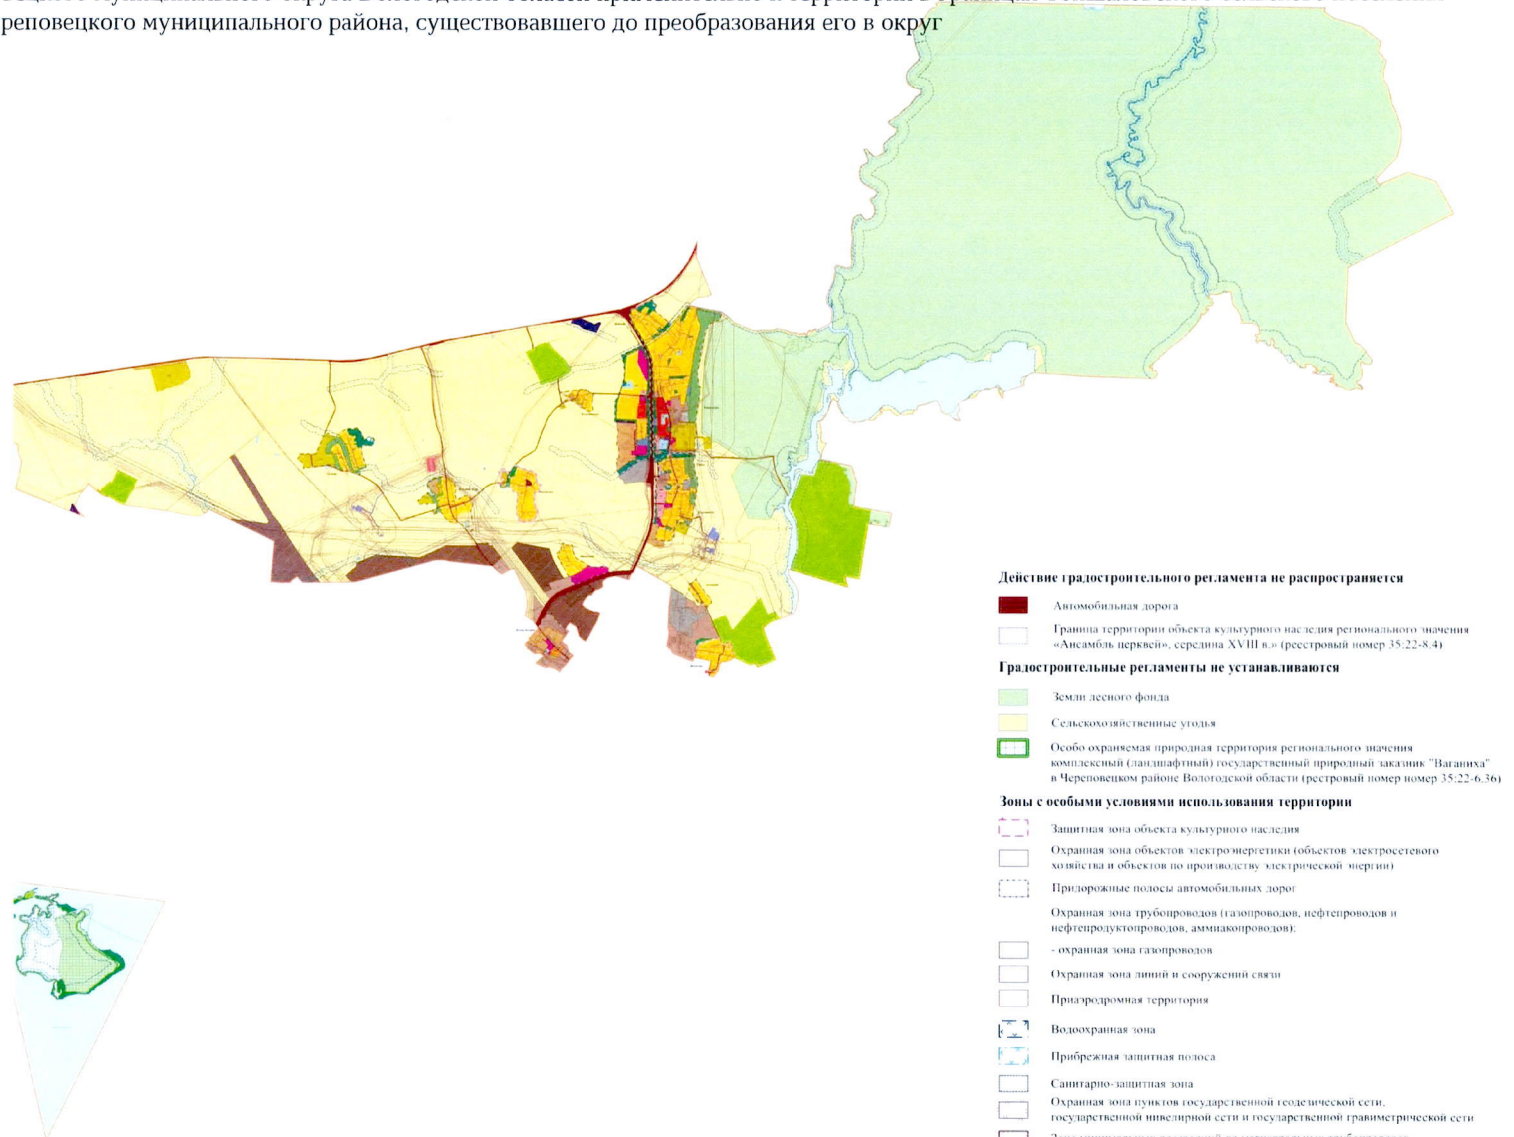 реповецкого муниципального района, существовавшего до преобразования его в округ
Действие градостроительного регламента не распространяется
Автомобильная дорога
Граница территории объекта культурного наследия регионального значения
«Ансамбль церквей», середина XVIII в.» (реестровый номер 35:22-8.4)
Градостроительные регламенты не устанавливаются
Земли лесного фонда
Сельскохозяйственные угодья
Особо охраняемая природная территория регионального значения
комплексный (ландшафтный) государственный природный заказник "Ваганиха"
в Череповецком районе Вологодской области (рестровый номер номер 35:22-6.36)
Зоны с особыми условиями использования территории
Защитная зона объекта культурного наследия
Охранная зона объектов электроэнергетики (объектов электросетевого
хозяйства и объектов по производству электрической энергии)
Придорожные полосы автомобильных дорог
Охранная зона трубопроводов (газопроводов, нефтепроводов и
нефтепродуктопроводов, аммиакопроводов):
- охранная зона газопроводов
Охранная зона линий и сооружений связи
Приаэродромная территория
Водоохранная зона
Прибрежная защитная полоса
Санитарно-защитная зона
Охранная зона пунктов государственной геодезической сети,
государственной нивелирной сети и государственной гравиметрической сети